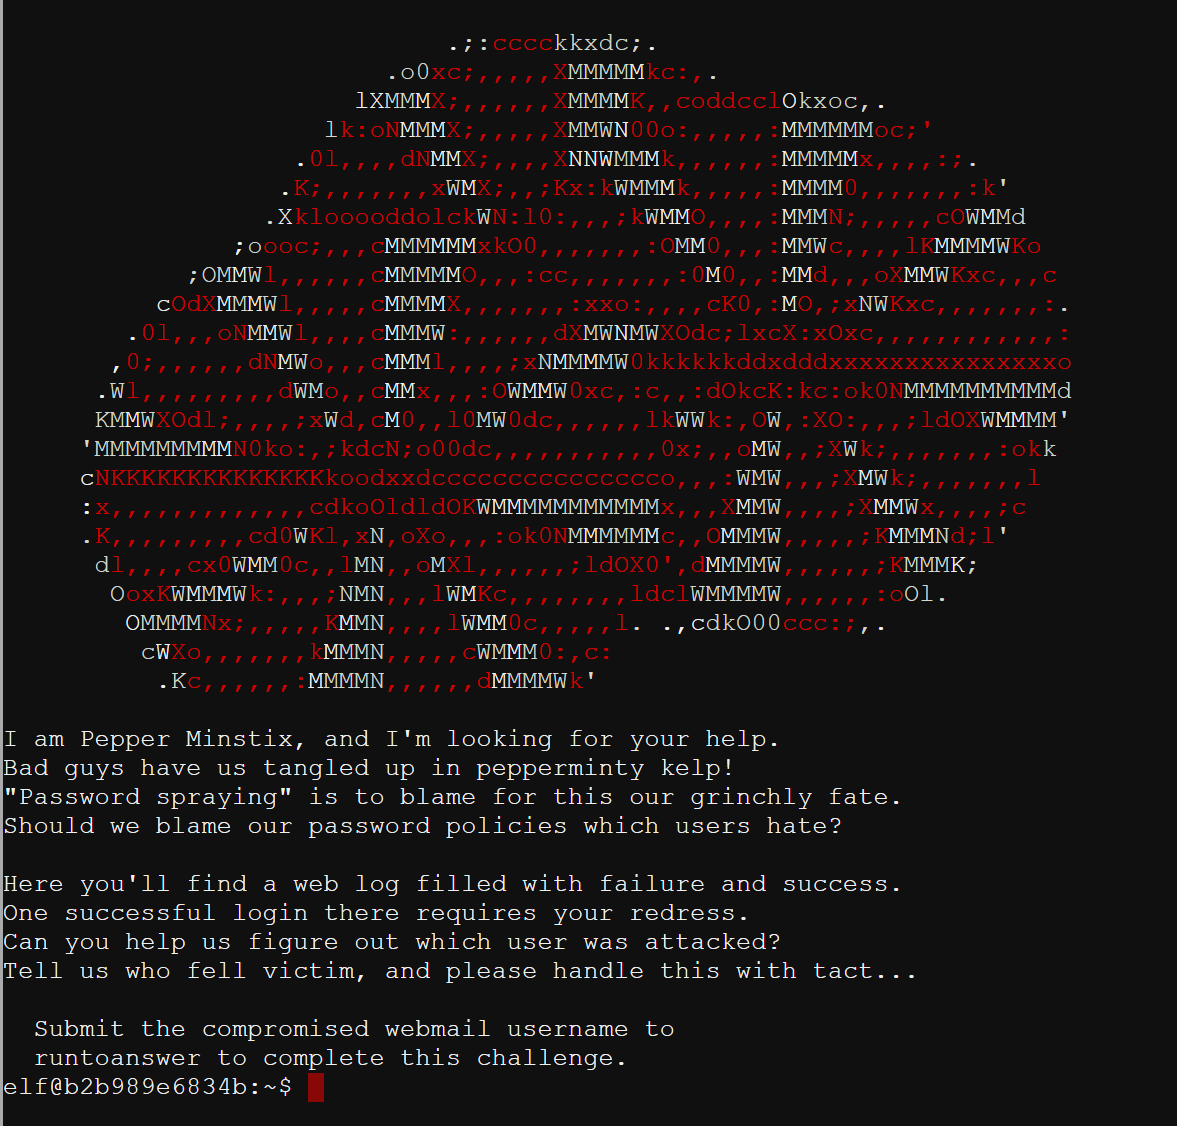 I am Pepper Minstix, and I'm looking for your help.
Bad guys have us tangled up in pepperminty kelp!
"Password spraying" is to blame for this our grinchly fate.
Should we blame our password policies which users hate?
Here you'll find a web log filled with failure and success.
One successful login there requires your redress.
Can you help us figure out which user was attacked?
Tell us who fell victim, and please handle this with tact...
Submit the compromised webmail username to
runtoanswer to complete this challenge.
elf@b2b989e6834b:~$